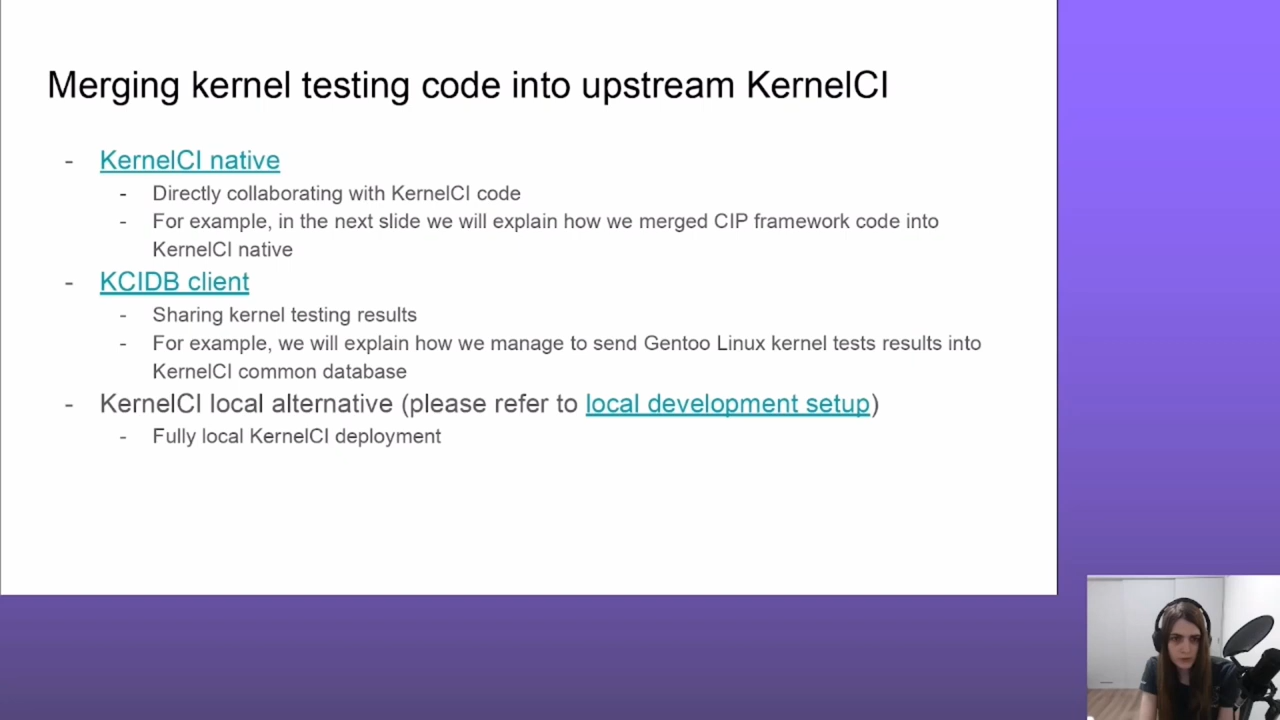 Merging kernel testing code into upstream KernelCI
- KernelCI native
- Directly collaborating with KernelCI code
- For example, in the next slide we will explain how we merged CIP framework code into
KernelCI native
- KCIDB client
- Sharing kernel testing results
- For example, we will explain how we manage to send Gentoo Linux kernel tests results into
KernelCI common database
- KernelCI local alternative (please refer to local development setup)
- Fully local KernelCI deployment